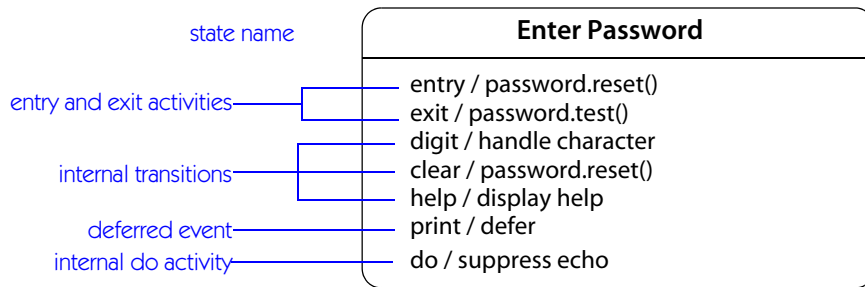 state name
Enter Password
entry and exit activities
entry / password.reset()
exit / password.test()
internal transitions
digit / handle character
clear / password.reset()
help / display help
deferred event
print / defer
internal do activity
do / suppress echo